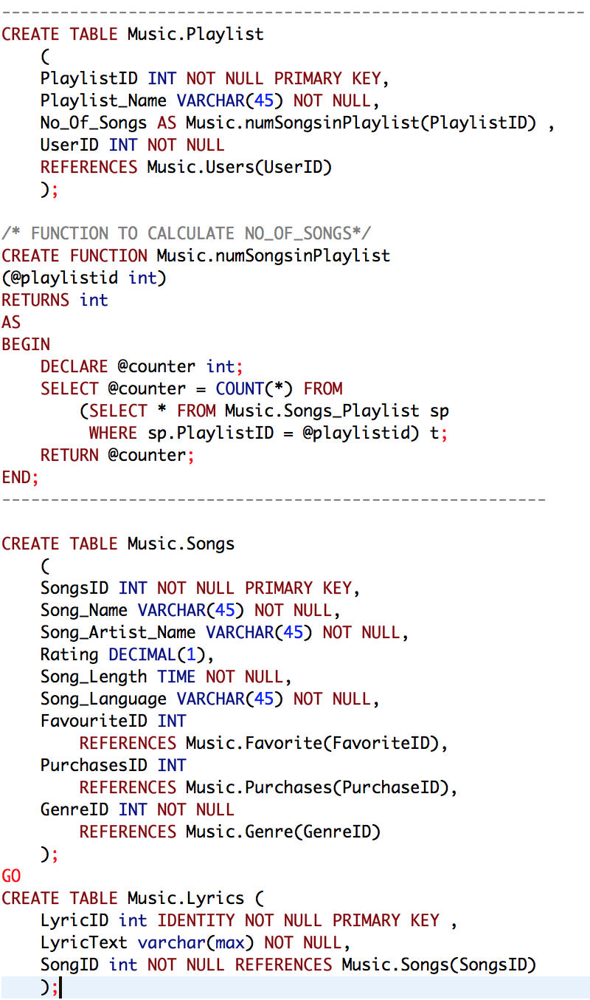 ------------------------------------------------------------
CREATE TABLE Music.Playlist
    (
    PlaylistID INT NOT NULL PRIMARY KEY,
    Playlist_Name VARCHAR(45) NOT NULL,
    No_Of_Songs AS Music.numSongsinPlaylist(PlaylistID) ,
    UserID INT NOT NULL
    REFERENCES Music.Users(UserID)
    );

/* FUNCTION TO CALCULATE NO_OF_SONGS*/
CREATE FUNCTION Music.numSongsinPlaylist
(@playlistid int)
RETURNS int
AS
BEGIN
    DECLARE @counter int;
    SELECT @counter = COUNT(*) FROM
        (SELECT * FROM Music.Songs_Playlist sp
         WHERE sp.PlaylistID = @playlistid) t;
    RETURN @counter;
END;
--------------------------------------------------------

CREATE TABLE Music.Songs
    (
    SongsID INT NOT NULL PRIMARY KEY,
    Song_Name VARCHAR(45) NOT NULL,
    Song_Artist_Name VARCHAR(45) NOT NULL,
    Rating DECIMAL(1),
    Song_Length TIME NOT NULL,
    Song_Language VARCHAR(45) NOT NULL,
    FavouriteID INT
        REFERENCES Music.Favorite(FavoriteID),
    PurchasesID INT
        REFERENCES Music.Purchases(PurchaseID),
    GenreID INT NOT NULL
        REFERENCES Music.Genre(GenreID)
    );
GO
CREATE TABLE Music.Lyrics (
    LyricID int IDENTITY NOT NULL PRIMARY KEY ,
    LyricText varchar(max) NOT NULL,
    SongID int NOT NULL REFERENCES Music.Songs(SongsID)
    );